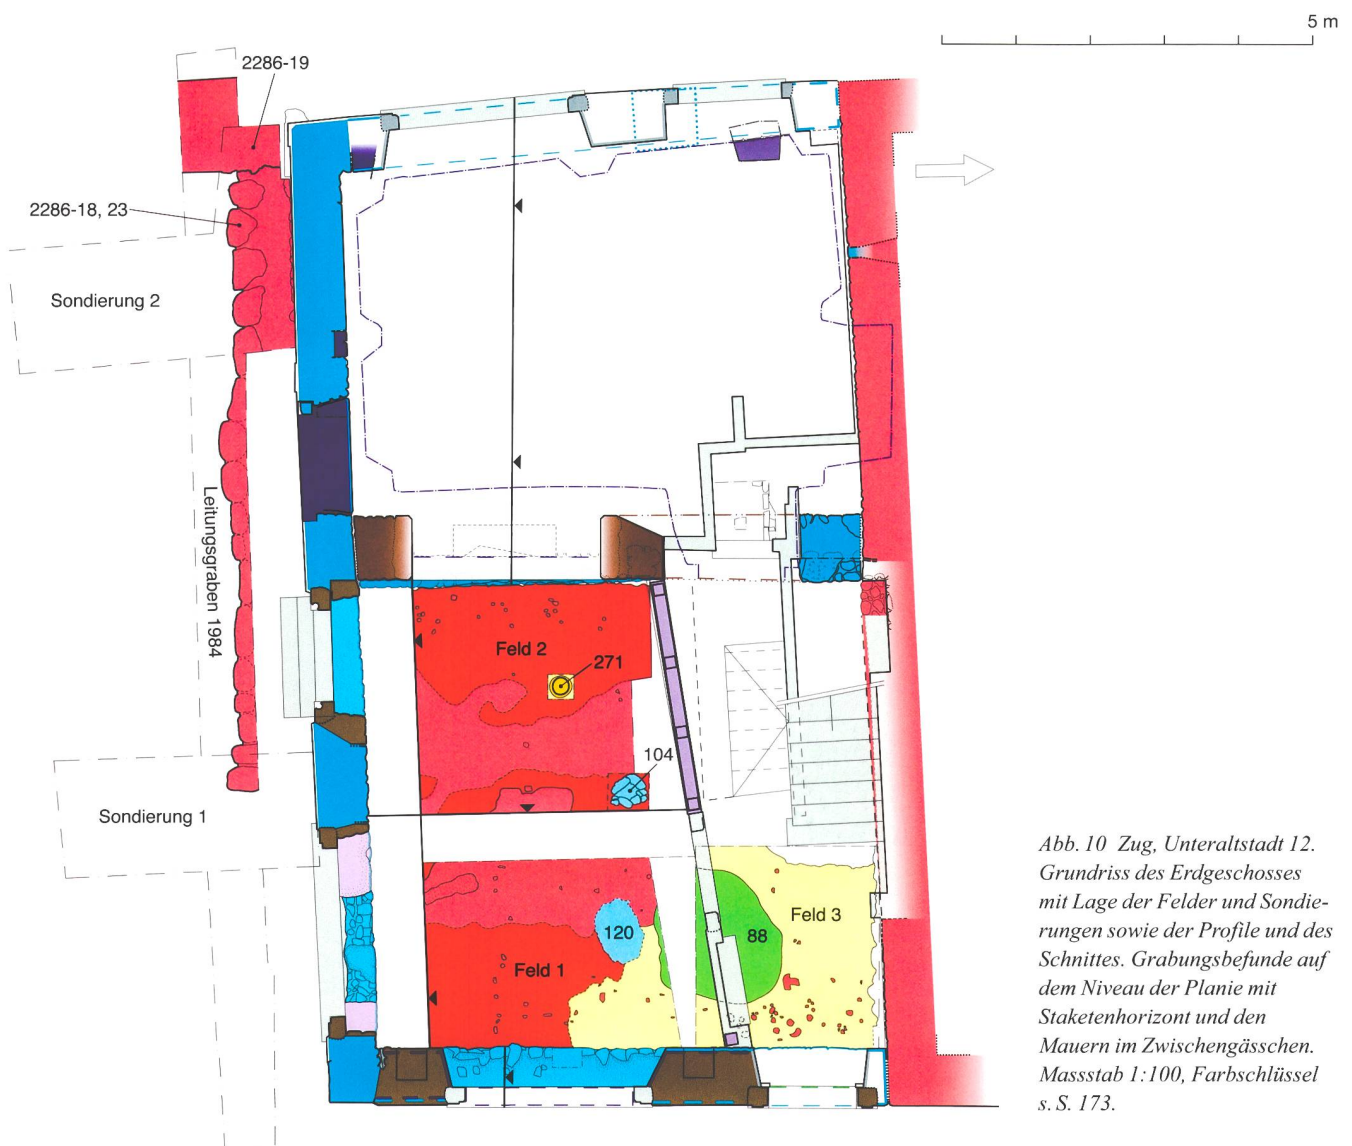 5 m
2286-19
2286-18, 23
Sondierung 2
Leitungsgraben 1984
Feld 2
271
104
Sondierung 1
Feld 3
120
88
Feld 1
Abb. 10 Zug, Unteraltstadt 12.
Grundriss des Erdgeschosses
mit Lage der Felder und Sondie-
rungen sowie der Profile und des
Schnittes. Grabungsbefunde auf
dem Niveau der Planie mit
Staketenhorizont und den
Mauern im Zwischengässchen.
Massstab 1:100, Farbschlüssel
s. S. 173.